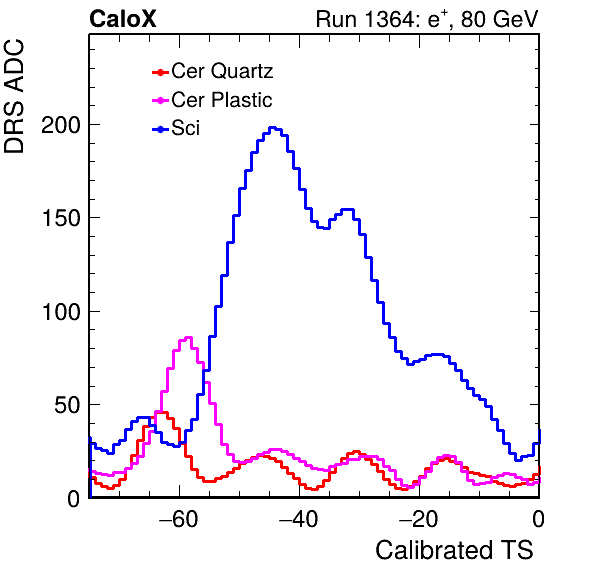 CaloX Run 1364: e⁺, 80 GeV
DRS ADC
Cer Quartz
Cer Plastic
Sci
200
150
100
50
0
−60 −40 −20 0
Calibrated TS